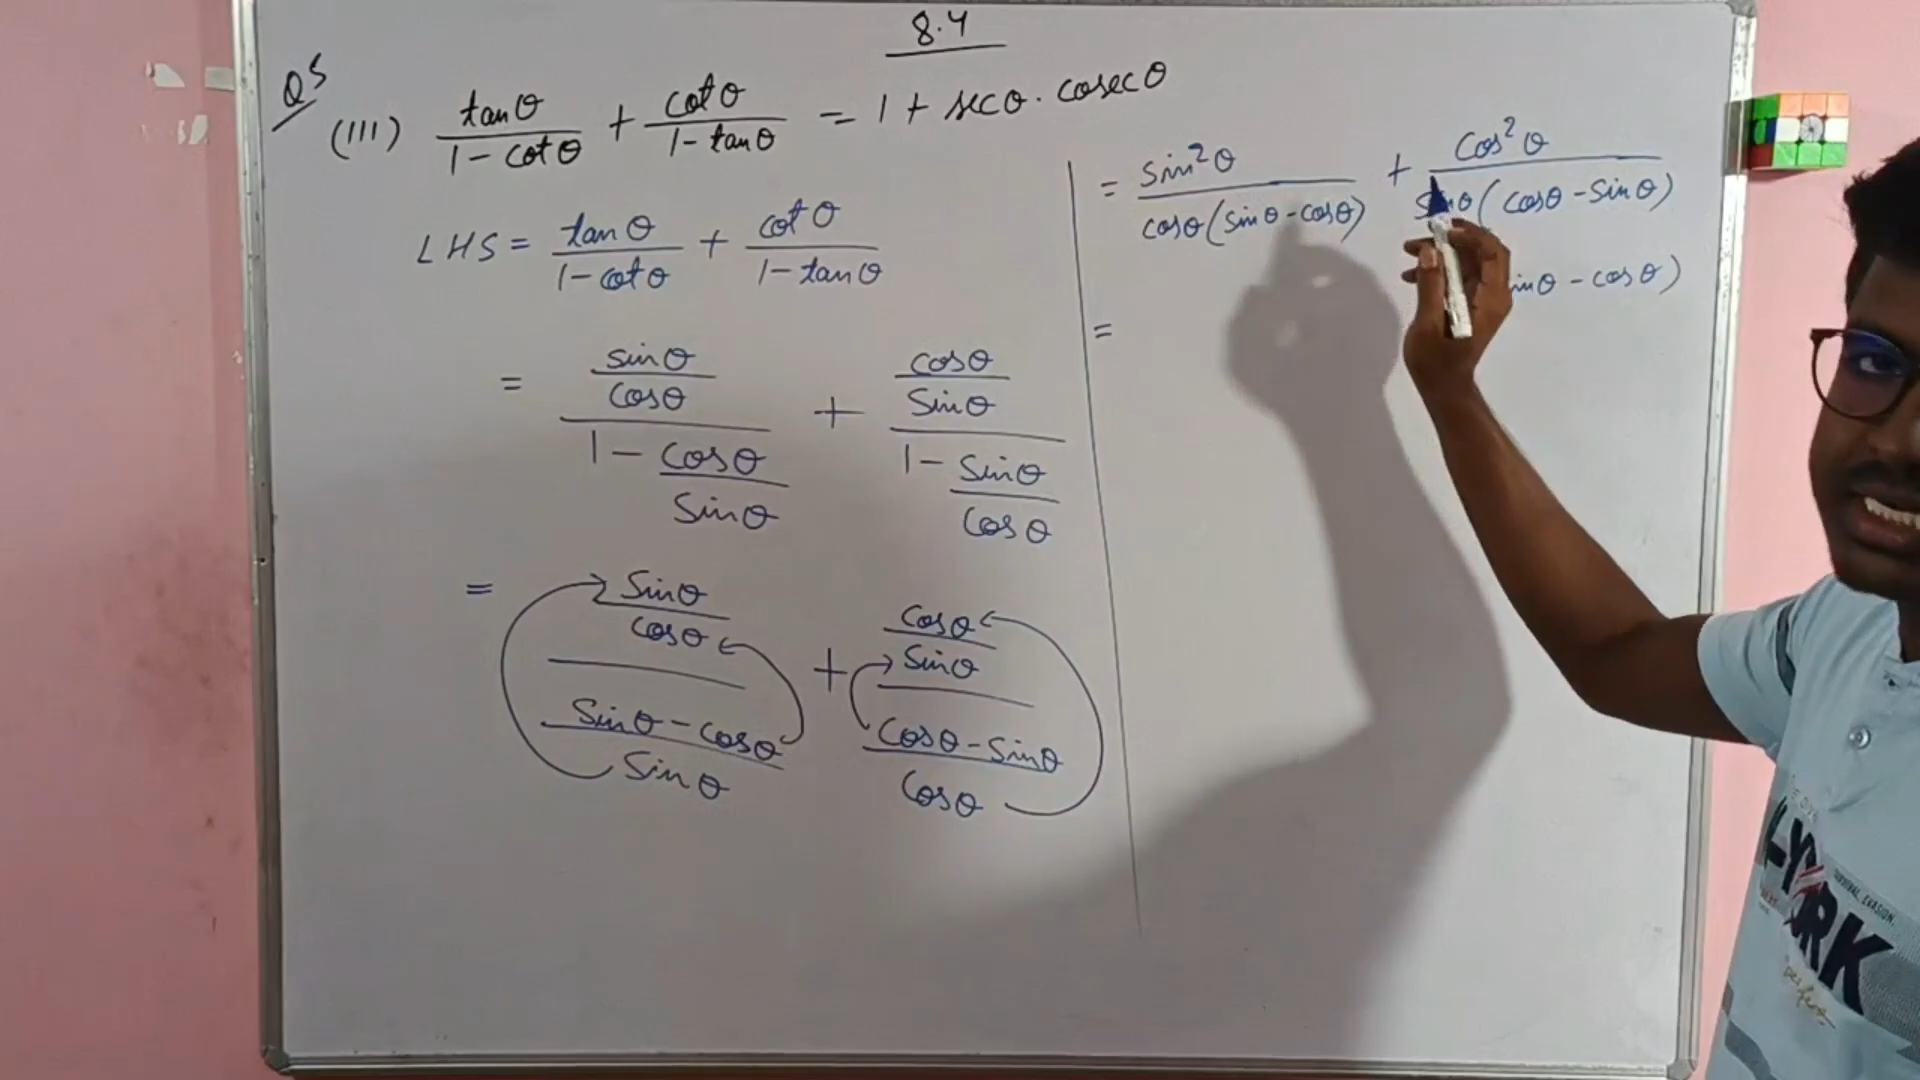 8.4
Q5
(III) tanθ/(1-cotθ) + cotθ/(1-tanθ) = 1 + secθ.cosecθ
LHS = tanθ/(1-cotθ) + cotθ/(1-tanθ)
= (sinθ/cosθ)/(1-cosθ/sinθ) + (cosθ/sinθ)/(1-sinθ/cosθ)
= (sinθ/cosθ)/((sinθ-cosθ)/sinθ) + (cosθ/sinθ)/((cosθ-sinθ)/cosθ)
= sin²θ/(cosθ(sinθ-cosθ)) + cos²θ/(sinθ(cosθ-sinθ))
inθ - cosθ)
=
YORK